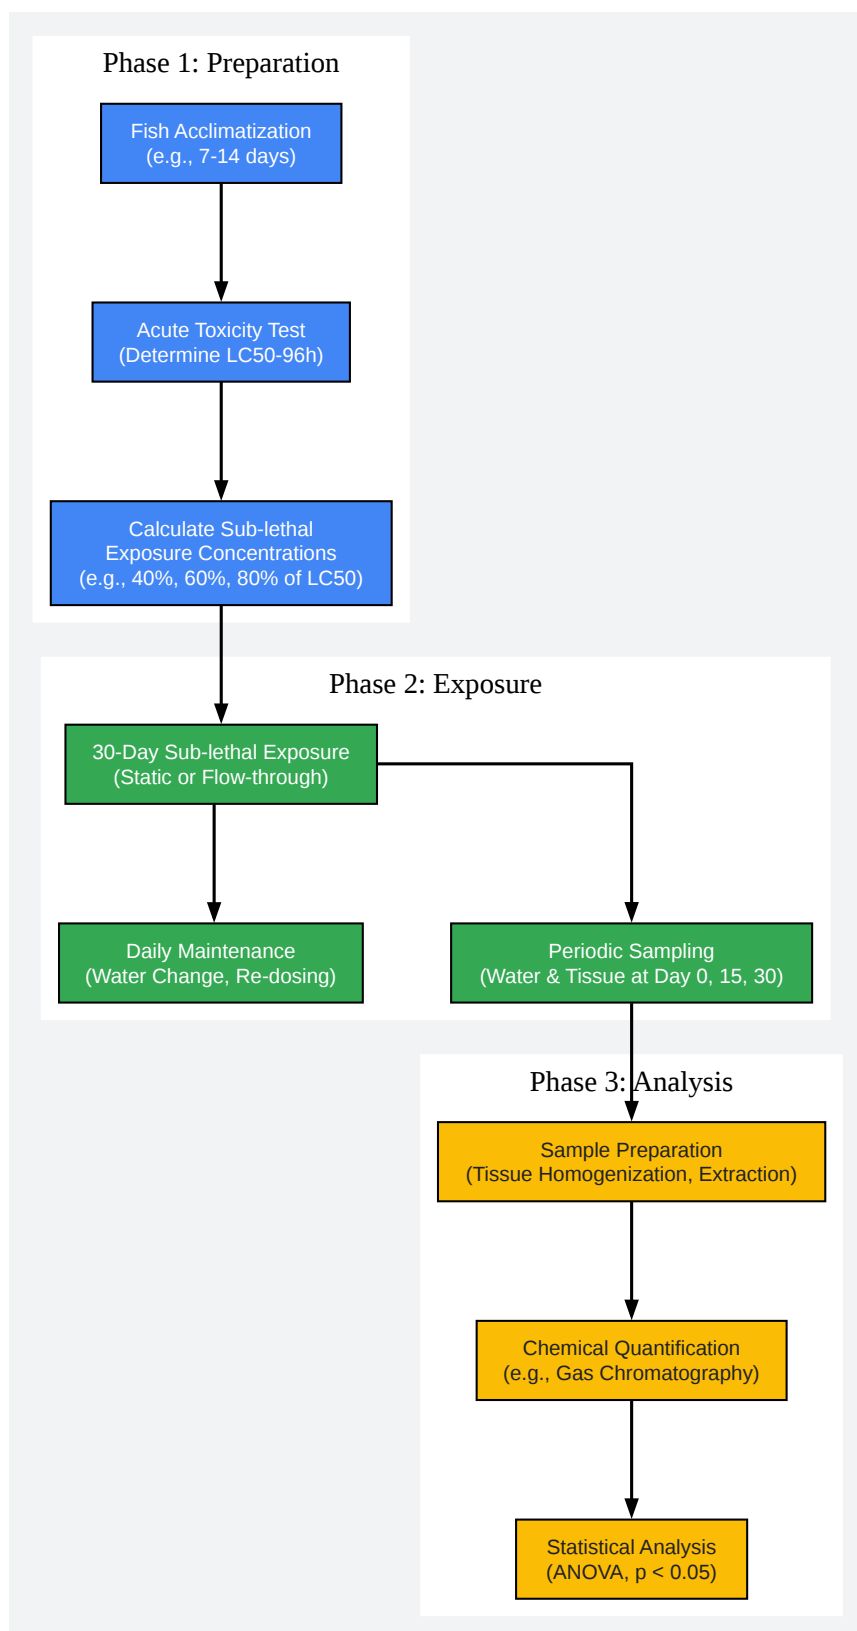 Phase 1: Preparation
Fish Acclimatization
(e.g., 7-14 days)
Acute Toxicity Test
(Determine LC50-96h)
Calculate Sub-lethal
Exposure Concentrations
(e.g., 40%, 60%, 80% of LC50)
Phase 2: Exposure
30-Day Sub-lethal Exposure
(Static or Flow-through)
Daily Maintenance
(Water Change, Re-dosing)
Periodic Sampling
(Water & Tissue at Day 0, 15, 30)
Phase 3: Analysis
Sample Preparation
(Tissue Homogenization, Extraction)
Chemical Quantification
(e.g., Gas Chromatography)
Statistical Analysis
(ANOVA, p < 0.05)